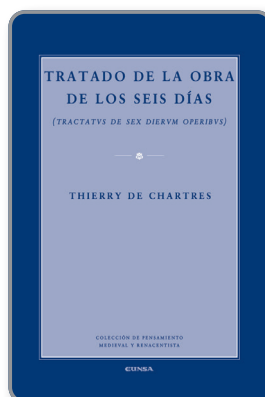 TRATADO DE LA OBRA
DE LOS SEIS DÍAS
(TRACTATVS DE SEX DIERVM OPERIBVS)
THIERRY DE CHARTRES
COLECCIÓN DE PENSAMIENTO
MEDIEVAL Y RENACENTISTA
EUNSA